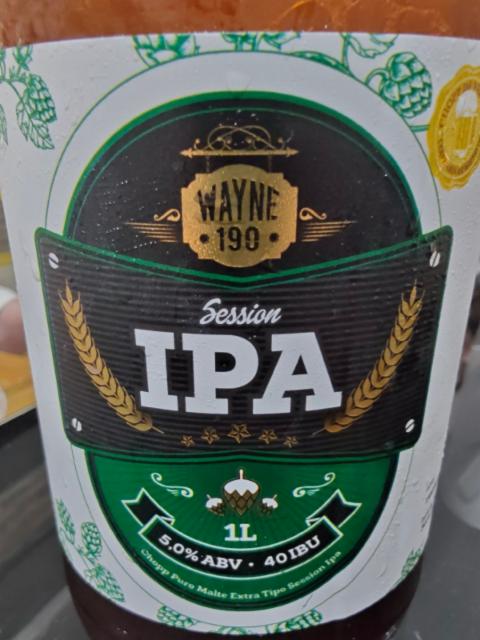 WAYNE
• 190 •
Session
IPA
1L
5.0% ABV • 40 IBU
Chopp Puro Malte Extra Tipo Session Ipa